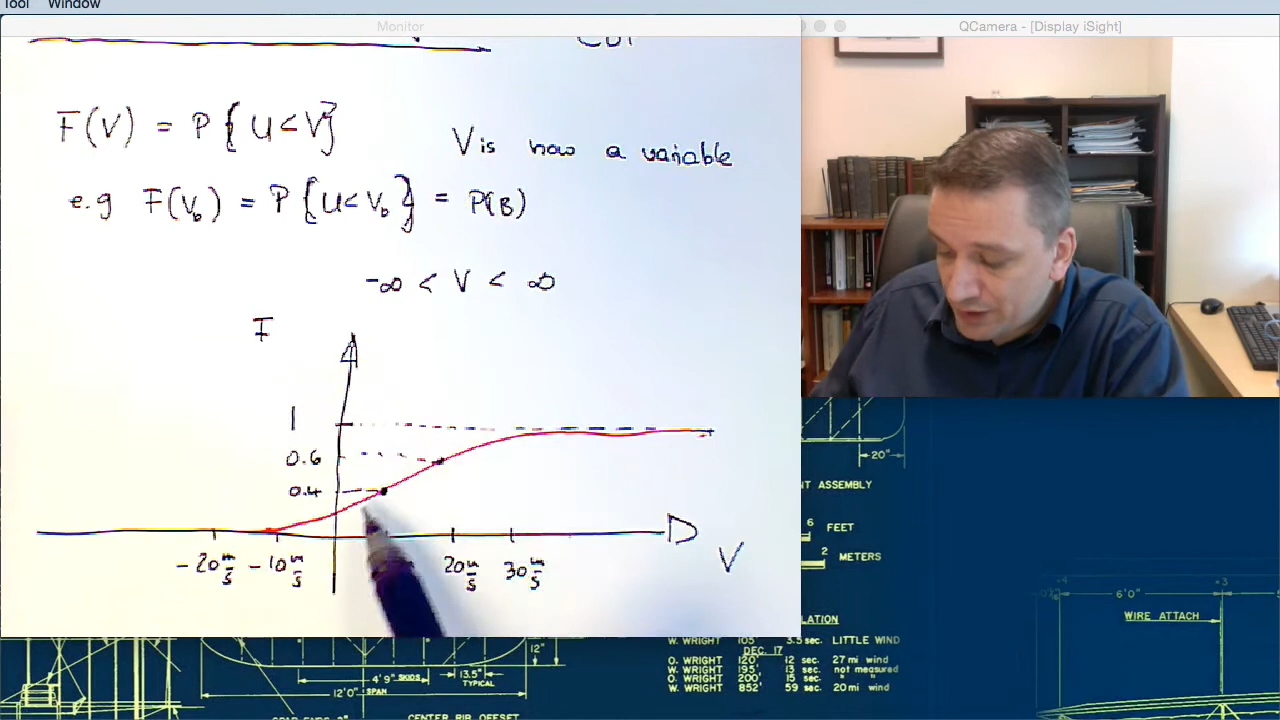 Tool Window
Monitor
QCamera - [Display iSight]
F(V) = P{U<V}
V is now a variable
e.g F(V_b) = P{U<V_b} = P(B)
-∞ < V < ∞
F
1
0.6
0.4
-20 m/s -10 m/s 20 m/s 30 m/s
V
20"
NT ASSEMBLY
6 FEET
2 METERS
+3
6'0"
WIRE ATTACH
W. WRIGHT 105' 3.5 sec. LITTLE WIND
DEC. 17
O. WRIGHT 120' 12 sec. 27 mi wind
W. WRIGHT 195' 13 sec. not measured
O. WRIGHT 200' 15 sec. " "
W. WRIGHT 852' 59 sec. 20 mi wind
12"
4'9" SKIDS
13.5" TYPICAL
12'0" SPAN
CENTER RIB OFFSET